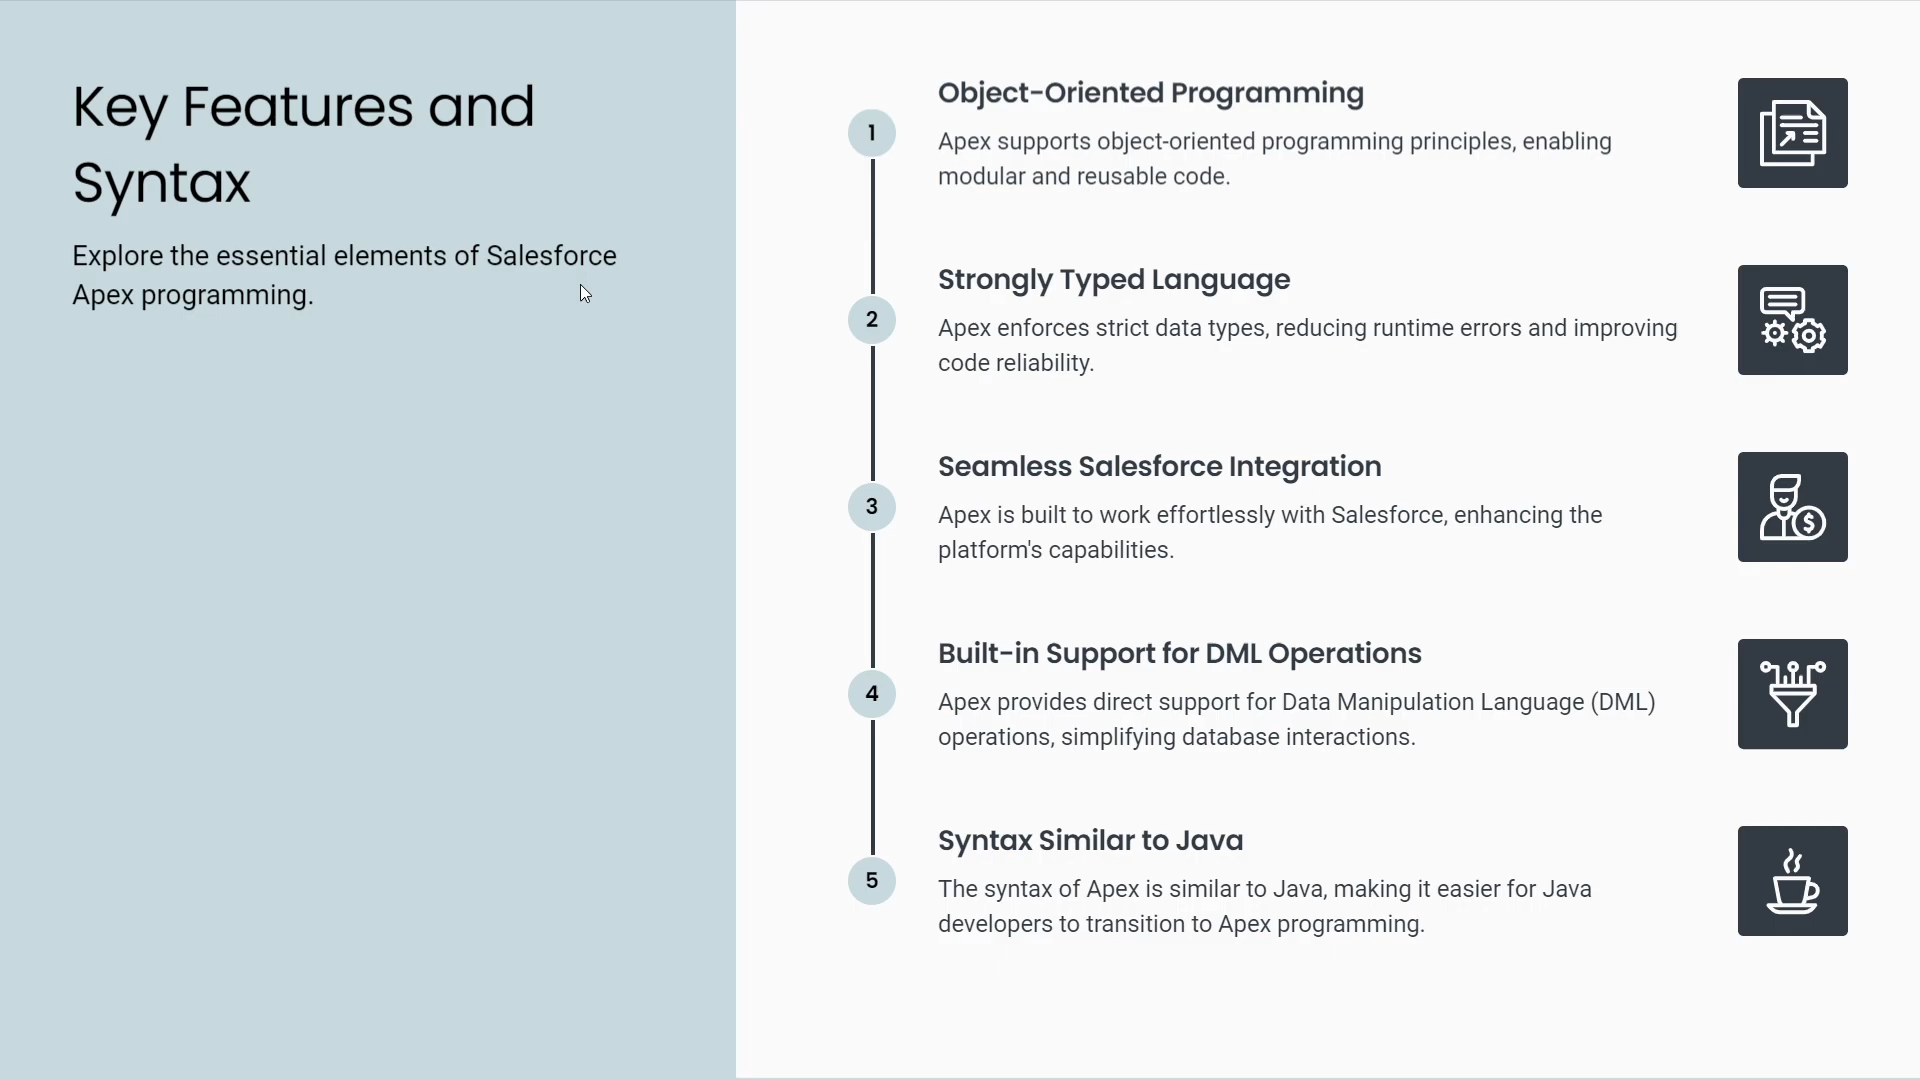 Key Features and
Syntax
Explore the essential elements of Salesforce
Apex programming.
1
Object-Oriented Programming
Apex supports object-oriented programming principles, enabling
modular and reusable code.
2
Strongly Typed Language
Apex enforces strict data types, reducing runtime errors and improving
code reliability.
3
Seamless Salesforce Integration
Apex is built to work effortlessly with Salesforce, enhancing the
platform's capabilities.
$
4
Built-in Support for DML Operations
Apex provides direct support for Data Manipulation Language (DML)
operations, simplifying database interactions.
5
Syntax Similar to Java
The syntax of Apex is similar to Java, making it easier for Java
developers to transition to Apex programming.